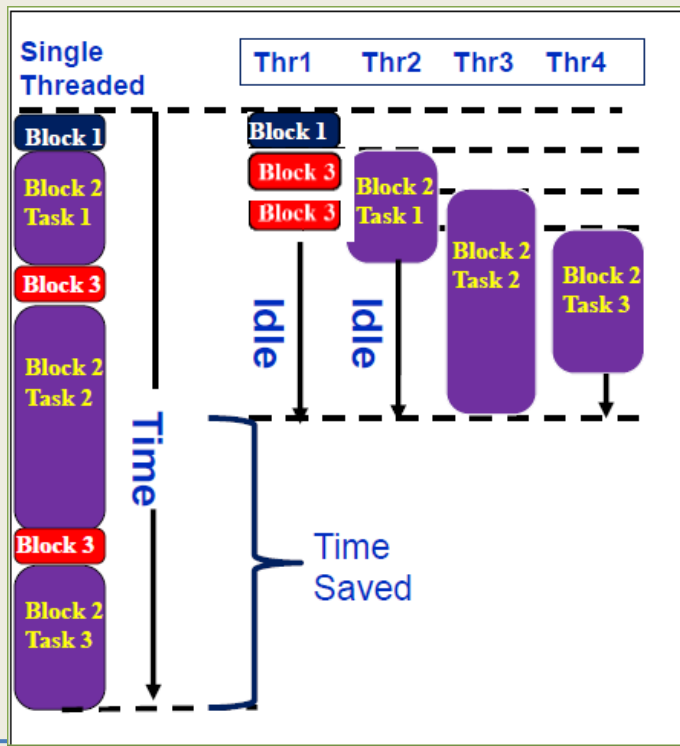 Single
Threaded
Thr1 Thr2 Thr3 Thr4
Block 1
Block 2
Task 1
Block 3
Block 2
Task 2
Block 3
Block 2
Task 3
Time
Block 1
Block 3
Block 3
Idle
Block 2
Task 1
Idle
Block 2
Task 2
Block 2
Task 3
Time
Saved